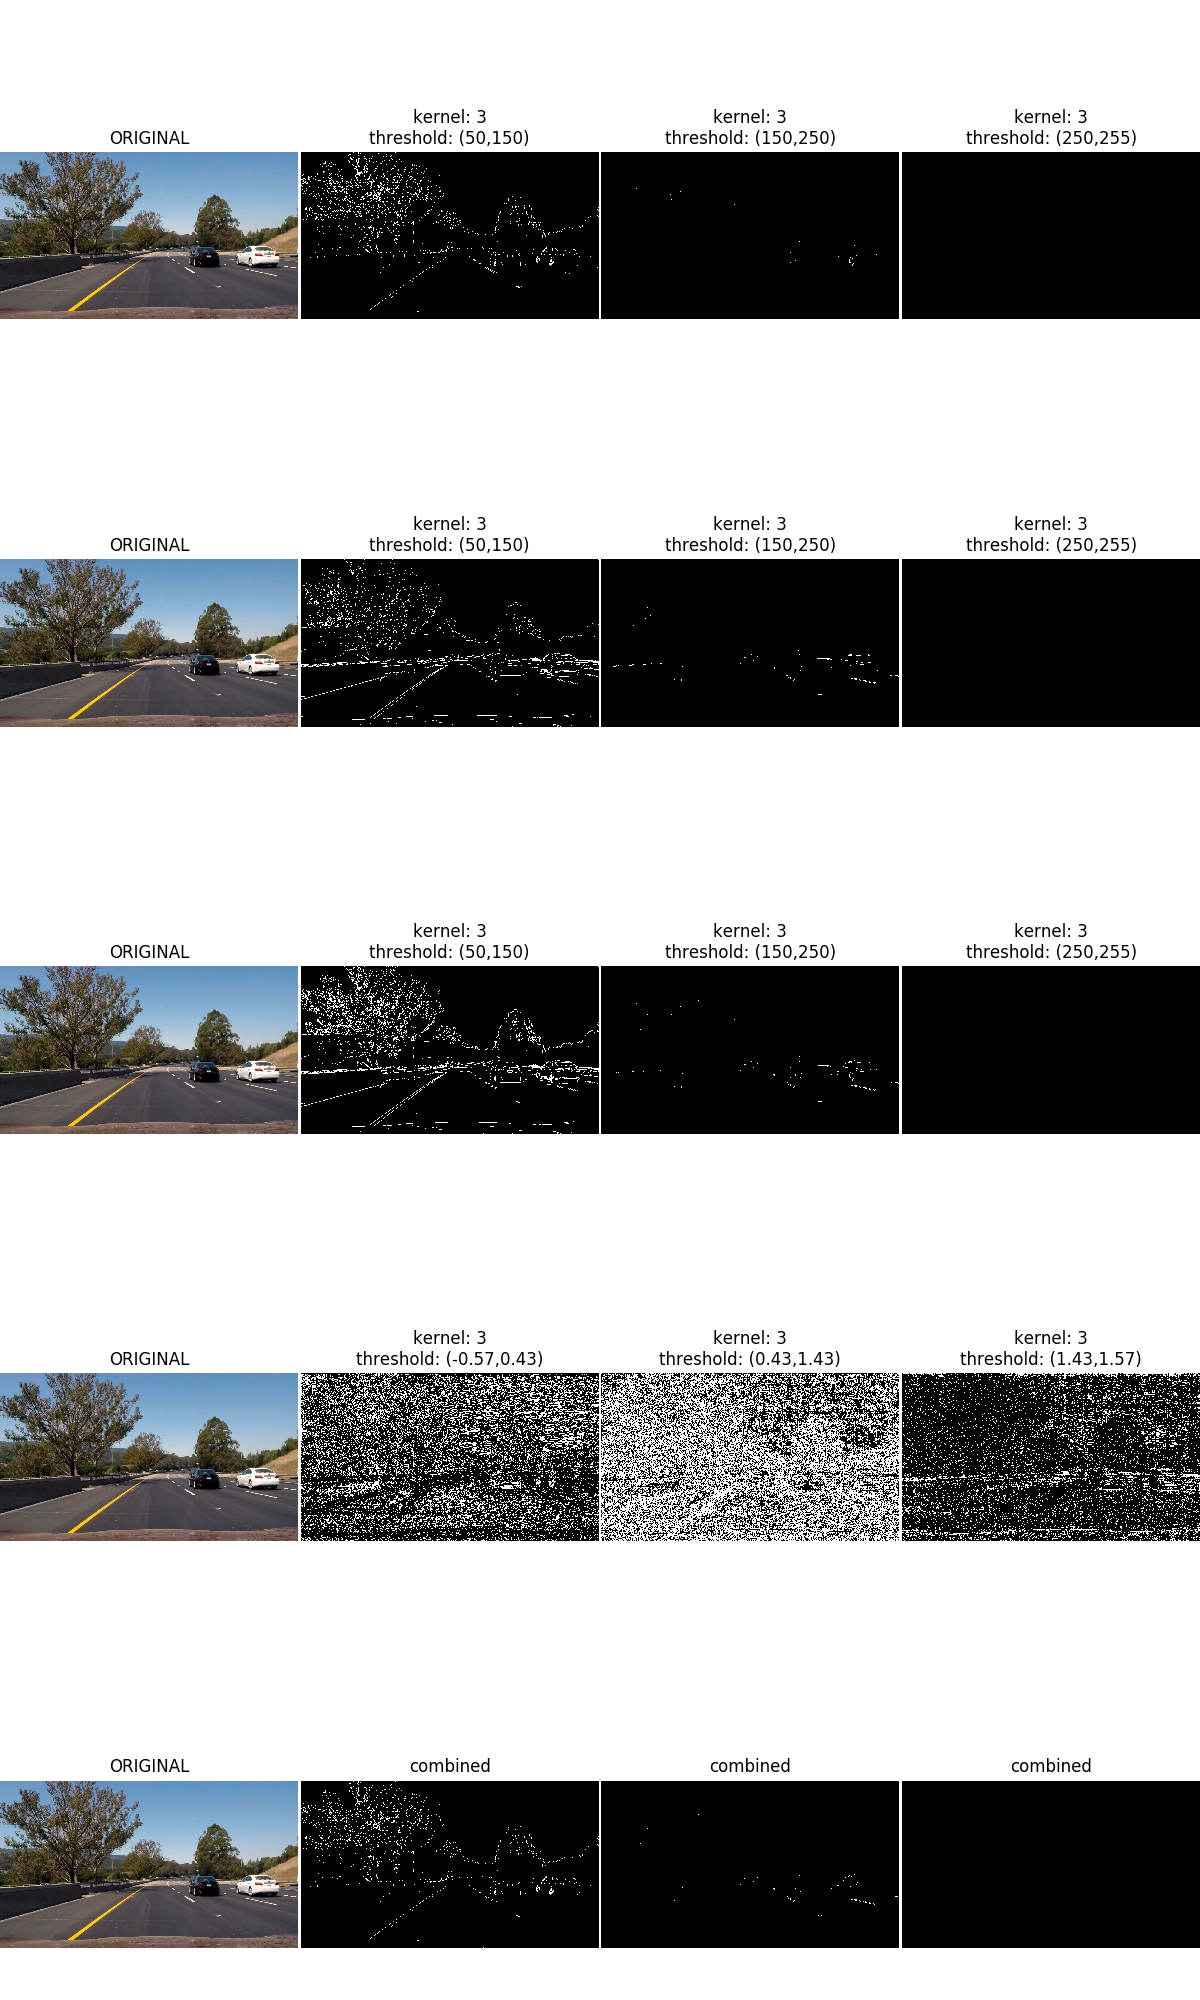 ORIGINAL
kernel: 3
threshold: (50,150)
kernel: 3
threshold: (150,250)
kernel: 3
threshold: (250,255)
ORIGINAL
kernel: 3
threshold: (50,150)
kernel: 3
threshold: (150,250)
kernel: 3
threshold: (250,255)
ORIGINAL
kernel: 3
threshold: (50,150)
kernel: 3
threshold: (150,250)
kernel: 3
threshold: (250,255)
ORIGINAL
kernel: 3
threshold: (-0.57,0.43)
kernel: 3
threshold: (0.43,1.43)
kernel: 3
threshold: (1.43,1.57)
ORIGINAL
combined
combined
combined